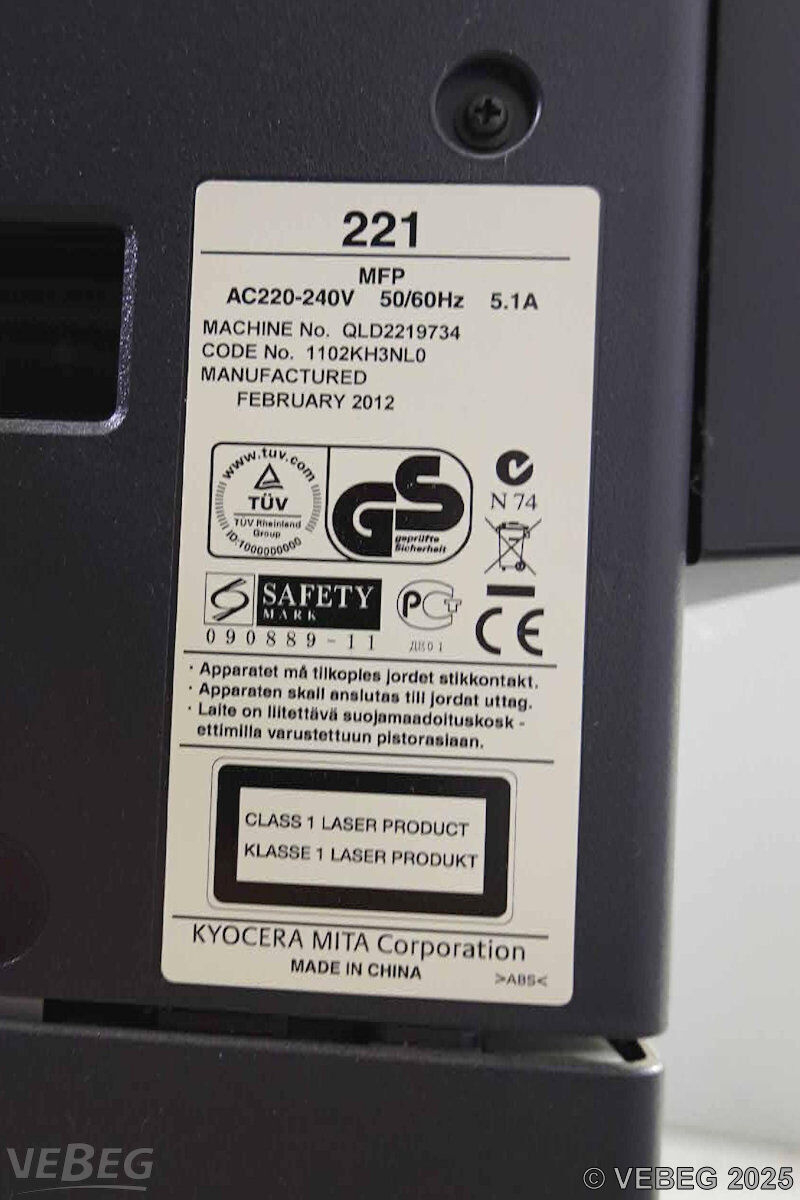 221
MFP
AC220-240V 50/60Hz 5.1A
MACHINE No. QLD2219734
CODE No. 1102KH3NL0
MANUFACTURED
FEBRUARY 2012
www.tuv.com
TÜV
TÜV Rheinland
Group
ID:1000000000
GS
geprüfte
Sicherheit
N 74
SAFETY
MARK
090889-11
CE
· Apparatet må tilkoples jordet stikkontakt.
· Apparaten skall anslutas till jordat uttag.
· Laite on liitettävä suojamaadoituskosk -
ettimilla varustettuun pistorasiaan.
CLASS 1 LASER PRODUCT
KLASSE 1 LASER PRODUKT
KYOCERA MITA Corporation
MADE IN CHINA
>ABS<
VEBEG
© VEBEG 2025